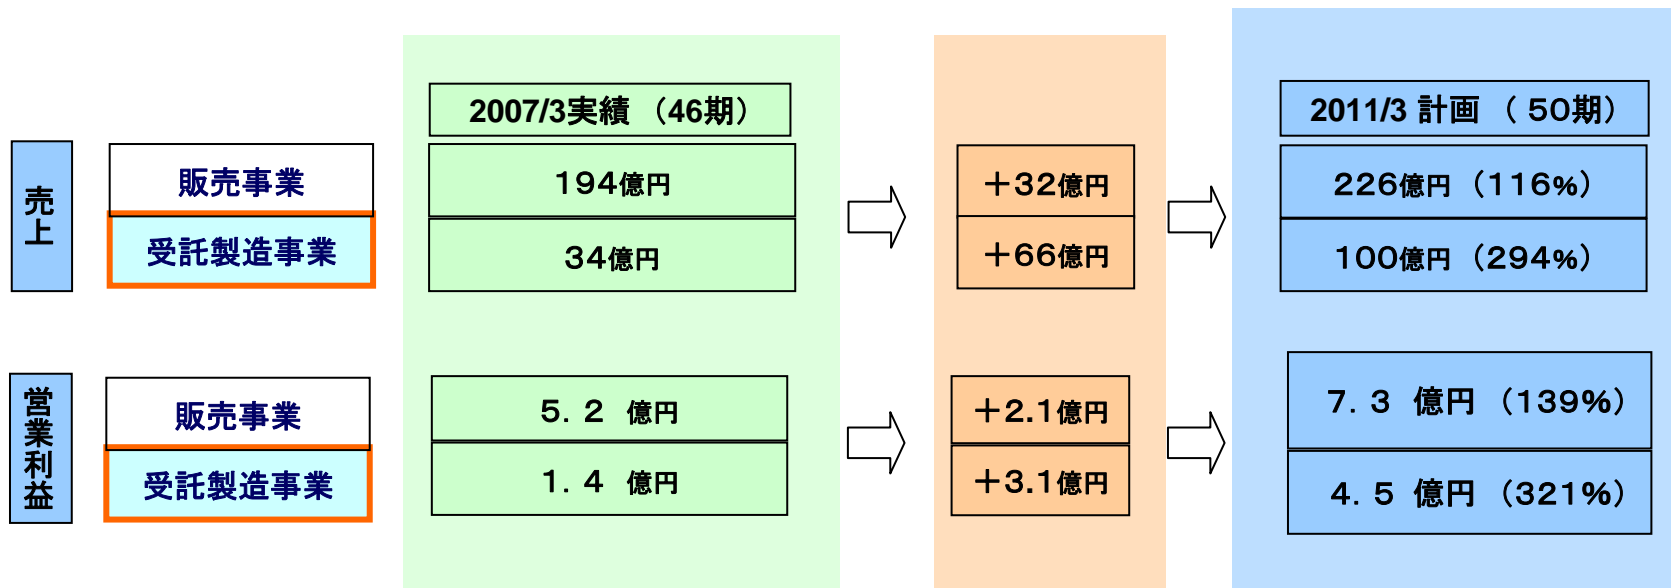 2007/3実績 (46期)
2011/3 計画 ( 50期)
売上
販売事業
194億円
+32億円
226億円 (116%)
受託製造事業
34億円
+66億円
100億円 (294%)
営業利益
販売事業
5. 2 億円
+2.1億円
7. 3 億円 (139%)
受託製造事業
1. 4 億円
+3.1億円
4. 5 億円 (321%)